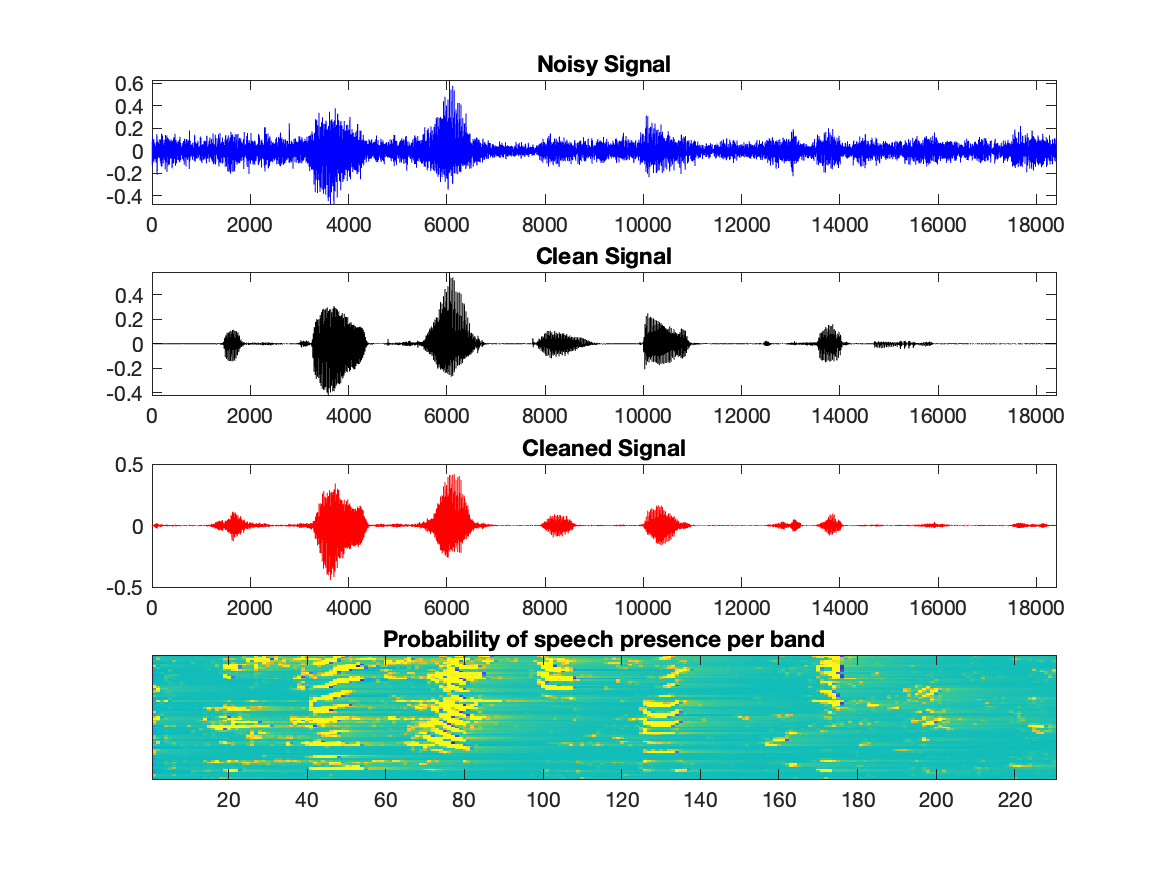 Noisy Signal
0.6
0.4
0.2
0
-0.2
-0.4
0 2000 4000 6000 8000 10000 12000 14000 16000 18000
Clean Signal
0.4
0.2
0
-0.2
-0.4
0 2000 4000 6000 8000 10000 12000 14000 16000 18000
Cleaned Signal
0.5
0
-0.5
0 2000 4000 6000 8000 10000 12000 14000 16000 18000
Probability of speech presence per band
20 40 60 80 100 120 140 160 180 200 220